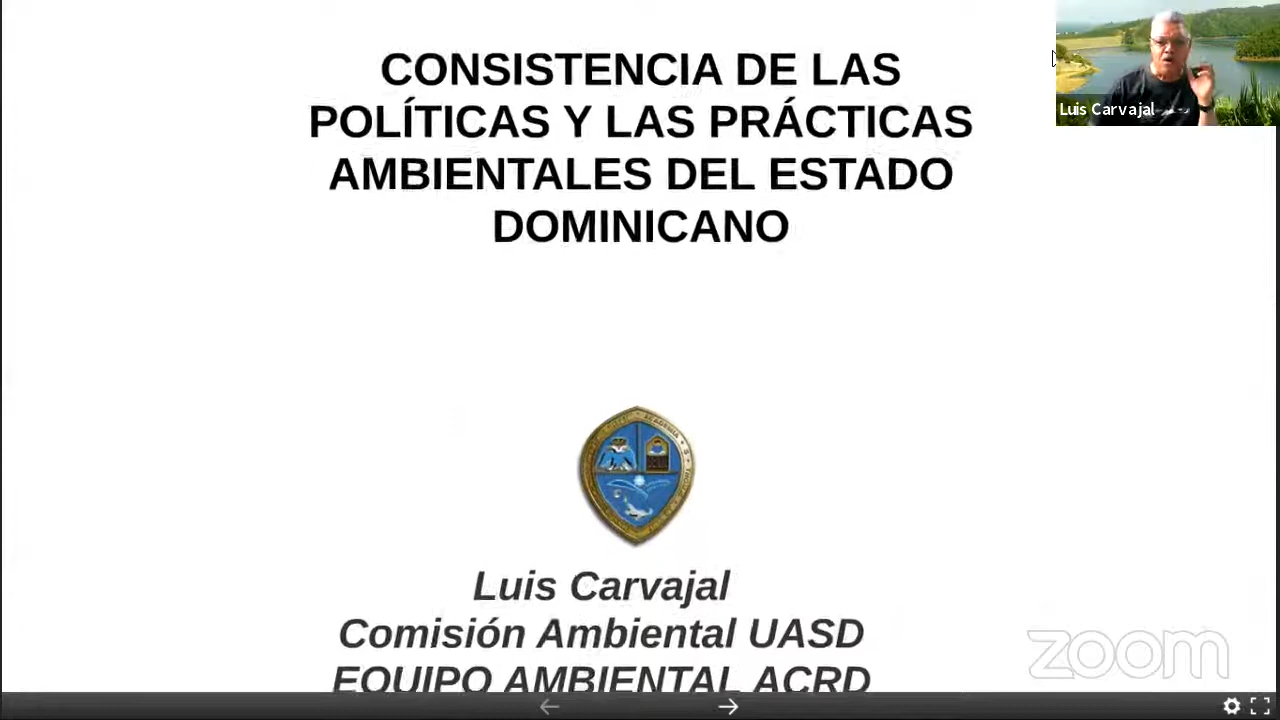 CONSISTENCIA DE LAS
POLÍTICAS Y LAS PRÁCTICAS
AMBIENTALES DEL ESTADO
DOMINICANO
Luis Carvajal
Luis Carvajal
Comisión Ambiental UASD
EQUIPO AMBIENTAL ACRD
zoom